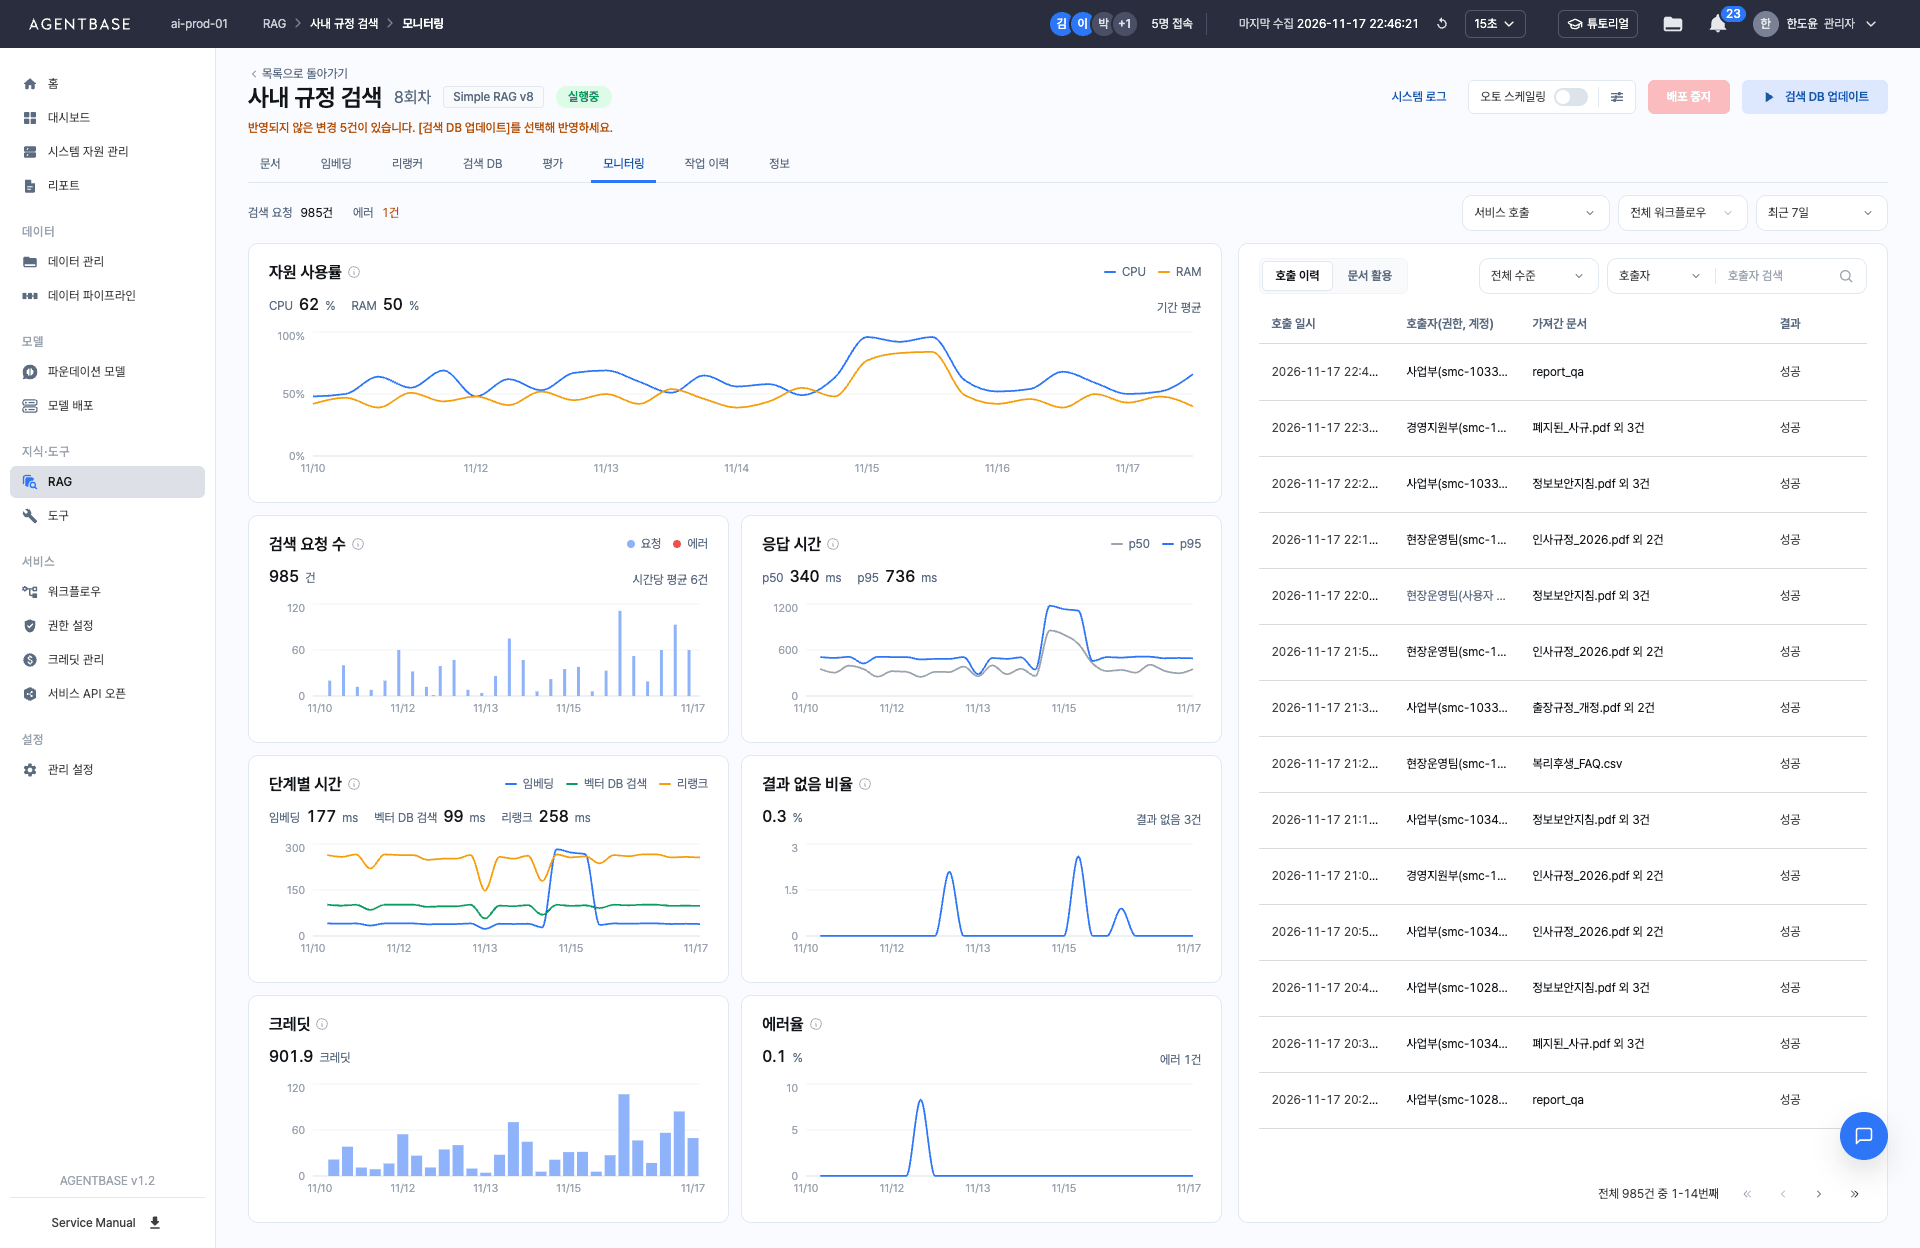 AGENTBASE
ai-prod-01
RAG > 사내 규정 검색 > 모니터링
김 이 박 +1 5명 접속
마지막 수집 2026-11-17 22:46:21
15초
튜토리얼
23
한 한도윤 관리자
홈
대시보드
시스템 자원 관리
리포트
데이터
데이터 관리
데이터 파이프라인
모델
파운데이션 모델
모델 배포
지식·도구
RAG
도구
서비스
워크플로우
권한 설정
크레딧 관리
서비스 API 오픈
설정
관리 설정
AGENTBASE v1.2
Service Manual
목록으로 돌아가기
사내 규정 검색 8회차 Simple RAG v8 실행중
반영되지 않은 변경 5건이 있습니다. [검색 DB 업데이트]를 선택해 반영하세요.
시스템 로그
오토 스케일링
배포 중지
검색 DB 업데이트
문서 임베딩 리랭커 검색 DB 평가 모니터링 작업 이력 정보
검색 요청 985건 에러 1건
서비스 호출
전체 워크플로우
최근 7일
자원 사용률
CPU RAM
CPU 62 % RAM 50 %
기간 평균
100%
50%
0%
11/10 11/12 11/13 11/14 11/15 11/16 11/17
검색 요청 수
요청 에러
985 건
시간당 평균 6건
120
60
0
11/10 11/12 11/13 11/15 11/17
응답 시간
p50 p95
p50 340 ms p95 736 ms
1200
600
0
11/10 11/12 11/13 11/15 11/17
단계별 시간
임베딩 벡터 DB 검색 리랭크
임베딩 177 ms 벡터 DB 검색 99 ms 리랭크 258 ms
300
150
0
11/10 11/12 11/13 11/15 11/17
결과 없음 비율
0.3 %
결과 없음 3건
3
1.5
0
11/10 11/12 11/13 11/15 11/17
크레딧
901.9 크레딧
120
60
0
11/10 11/12 11/13 11/15 11/17
에러율
0.1 %
에러 1건
10
5
0
11/10 11/12 11/13 11/15 11/17
호출 이력 문서 활용
전체 수준
호출자
호출자 검색
호출 일시 호출자(권한, 계정) 가져간 문서 결과
2026-11-17 22:4... 사업부(smc-1033... report_qa 성공
2026-11-17 22:3... 경영지원부(smc-1... 폐지된_사규.pdf 외 3건 성공
2026-11-17 22:2... 사업부(smc-1033... 정보보안지침.pdf 외 3건 성공
2026-11-17 22:1... 현장운영팀(smc-1... 인사규정_2026.pdf 외 2건 성공
2026-11-17 22:0... 현장운영팀(사용자 ... 정보보안지침.pdf 외 3건 성공
2026-11-17 21:5... 현장운영팀(smc-1... 인사규정_2026.pdf 외 2건 성공
2026-11-17 21:3... 사업부(smc-1033... 출장규정_개정.pdf 외 2건 성공
2026-11-17 21:2... 현장운영팀(smc-1... 복리후생_FAQ.csv 성공
2026-11-17 21:1... 사업부(smc-1034... 정보보안지침.pdf 외 3건 성공
2026-11-17 21:0... 경영지원부(smc-1... 인사규정_2026.pdf 외 2건 성공
2026-11-17 20:5... 사업부(smc-1034... 인사규정_2026.pdf 외 2건 성공
2026-11-17 20:4... 사업부(smc-1028... 정보보안지침.pdf 외 3건 성공
2026-11-17 20:3... 사업부(smc-1034... 폐지된_사규.pdf 외 3건 성공
2026-11-17 20:2... 사업부(smc-1028... report_qa 성공
전체 985건 중 1-14번째